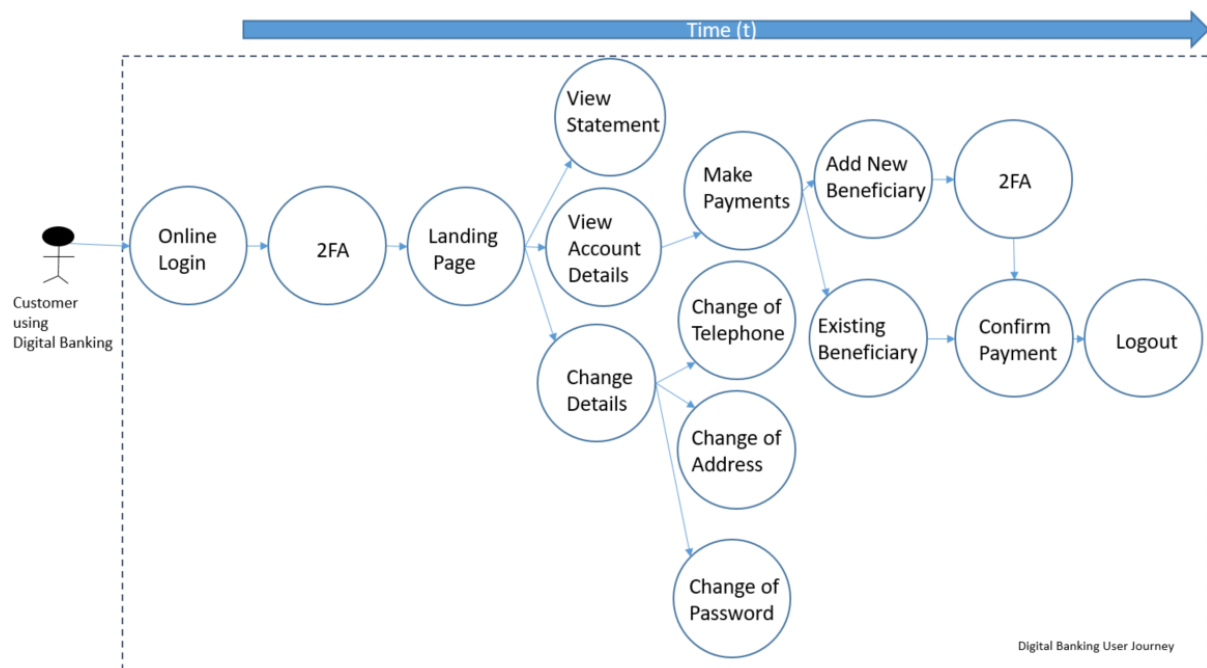 Time (t)
View
Statement
Make
Payments
Add New
Beneficiary
2FA
Online
Login
2FA
Landing
Page
View
Account
Details
Customer
using
Digital Banking
Change of
Telephone
Existing
Beneficiary
Confirm
Payment
Logout
Change
Details
Change of
Address
Change of
Password
Digital Banking User Journey